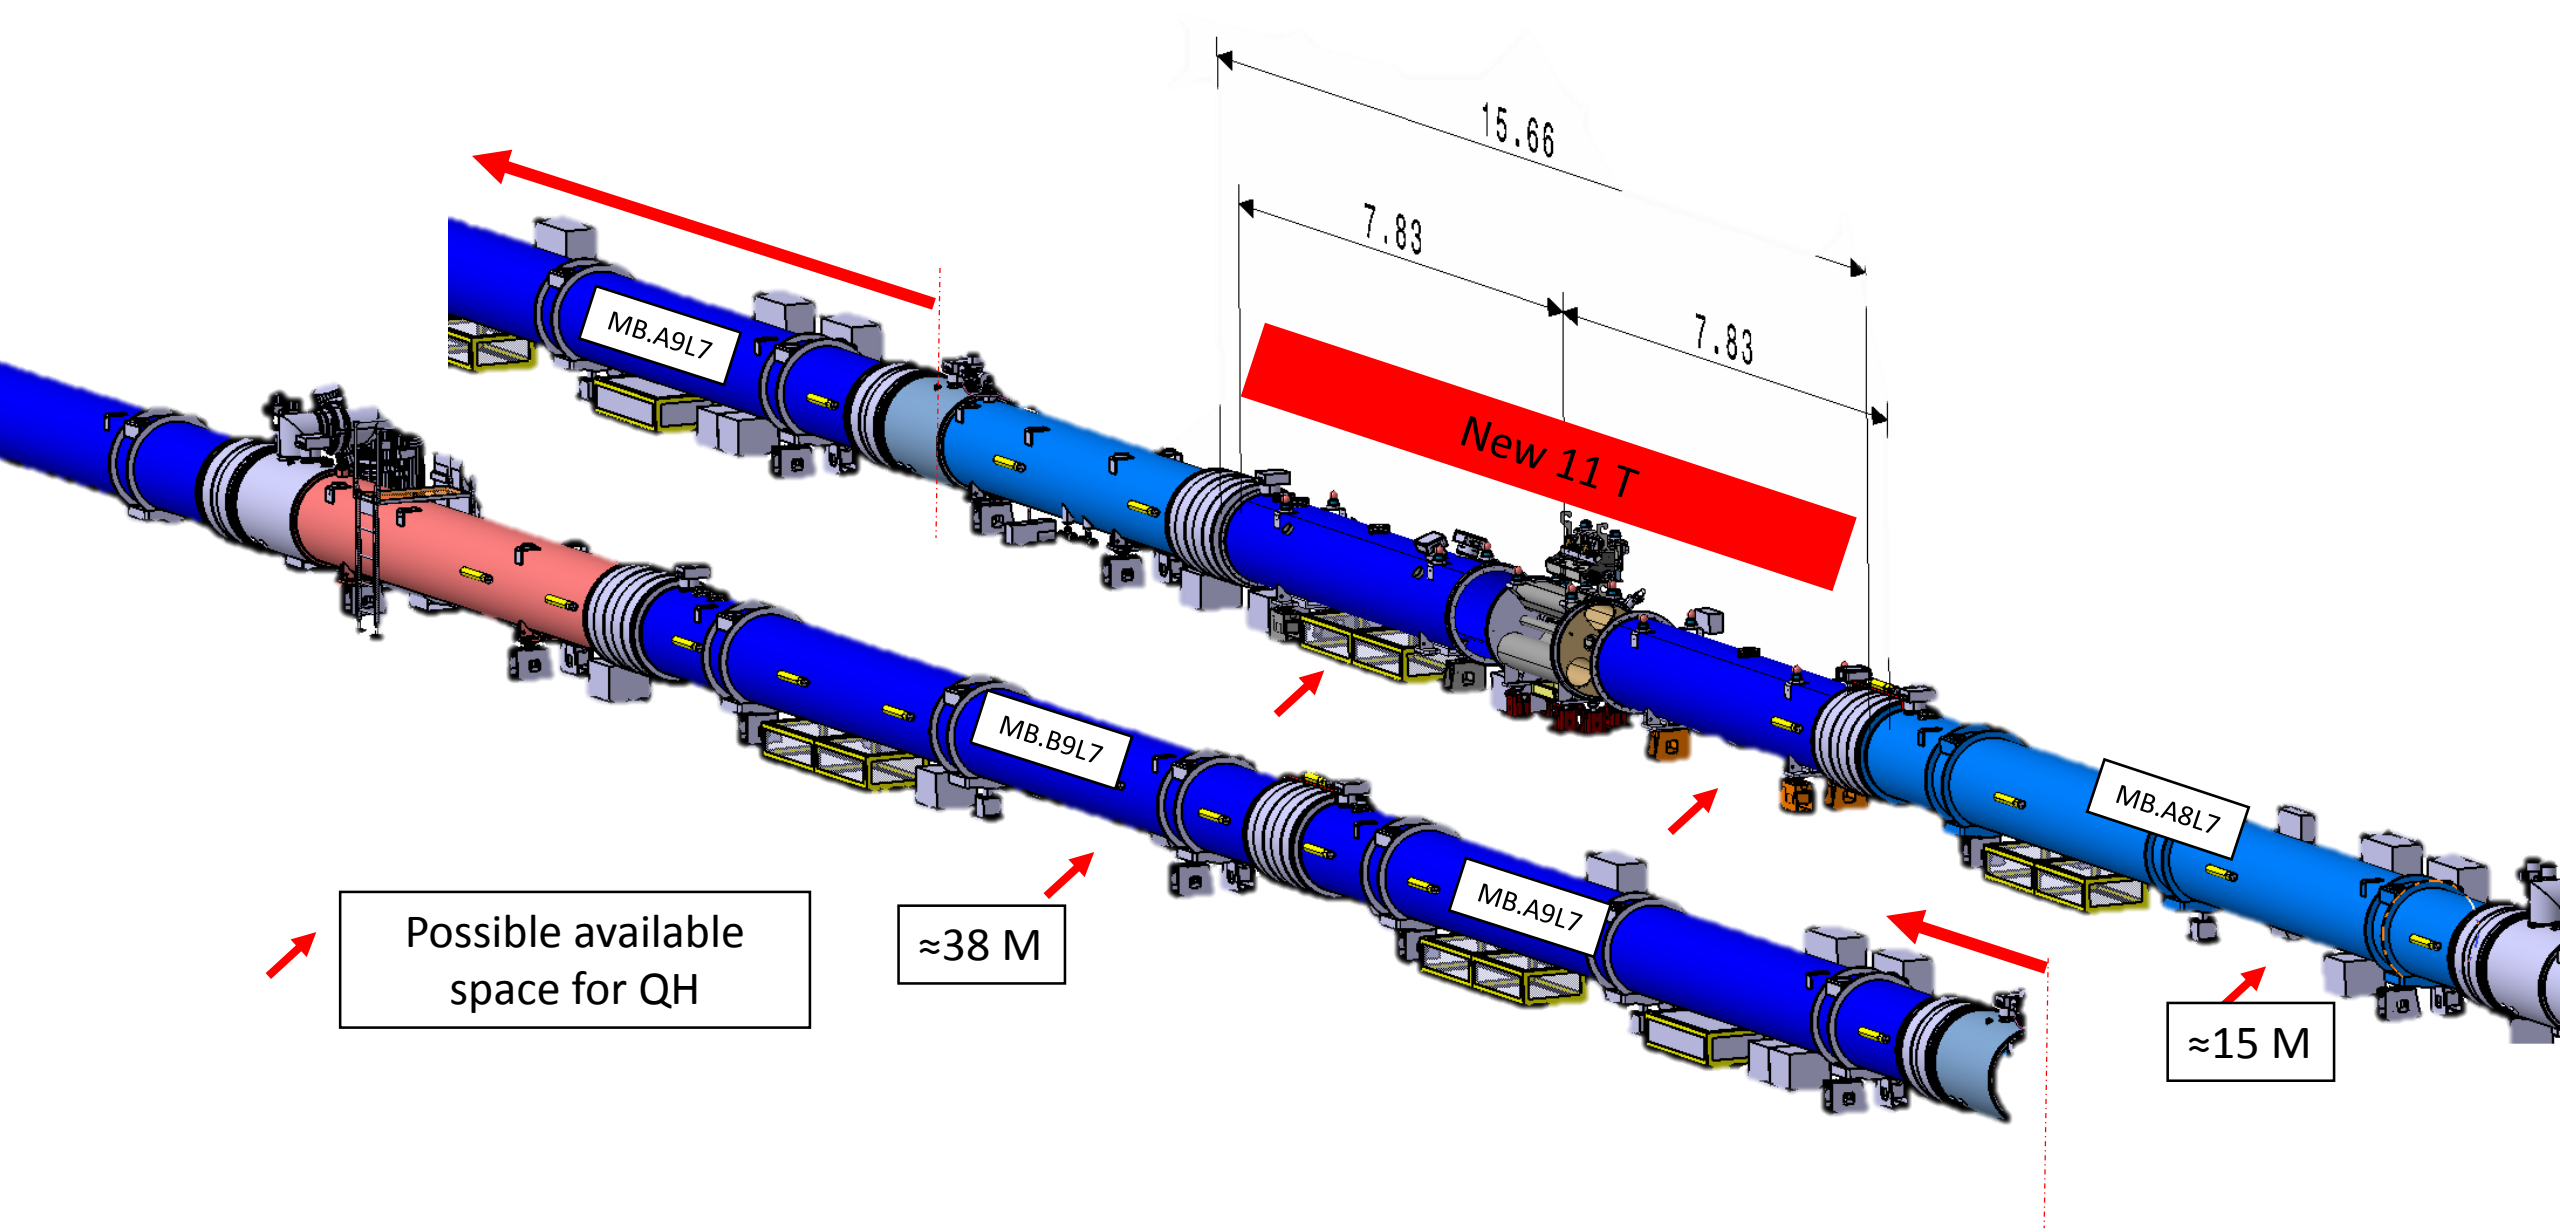 15.66
7.83
7.83
MB.A9L7
New 11 T
MB.B9L7
MB.A8L7
MB.A9L7
Possible available
space for QH
≈38 M
≈15 M